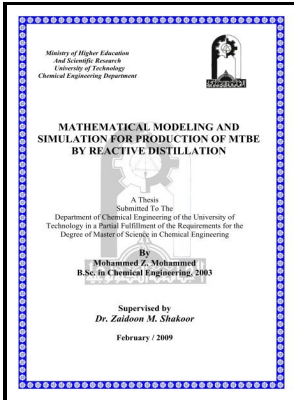 Ministry of Higher Education
And Scientific Research
University of Technology
Chemical Engineering Department
MATHEMATICAL MODELING AND
SIMULATION FOR PRODUCTION OF MTBE
BY REACTIVE DISTILLATION
A Thesis
Submitted To The
Department of Chemical Engineering of the University of
Technology in a Partial Fulfillment of the Requirements for the
Degree of Master of Science in Chemical Engineering
By
Mohammed Z. Mohammed
B.Sc. in Chemical Engineering, 2003
Supervised by
Dr. Zaidoon M. Shakoor
February / 2009